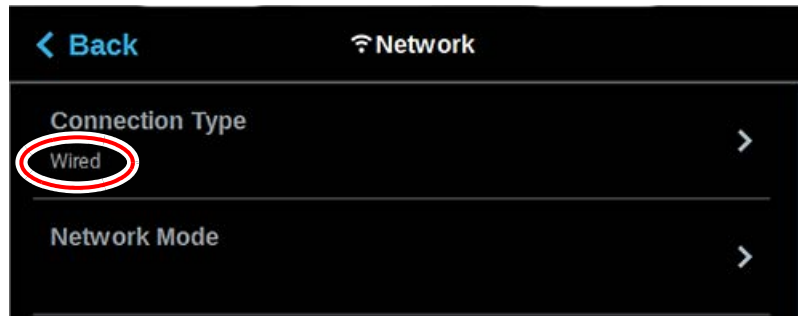 Back
Network
Connection Type
Wired
Network Mode